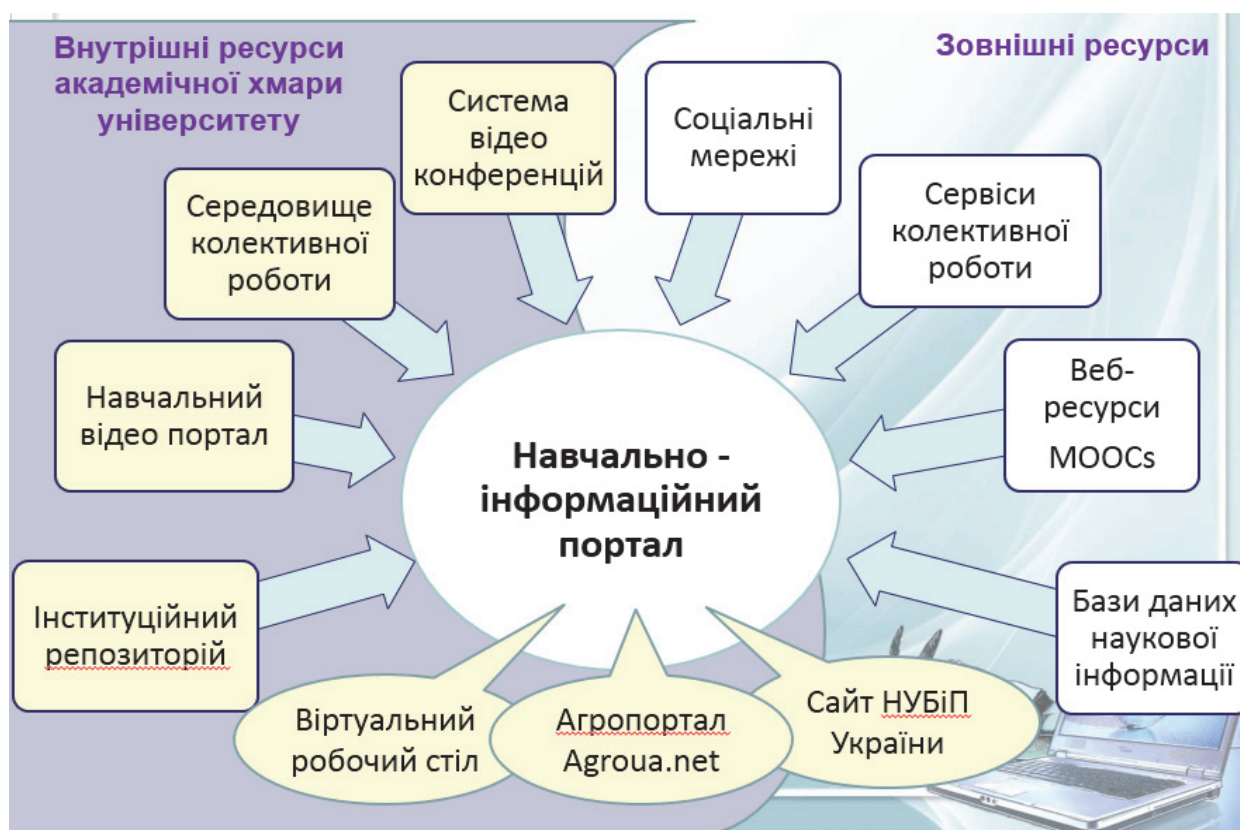 Внутрішні ресурси
академічної хмари
університету
Зовнішні ресурси
Система
відео
конференцій
Соціальні
мережі
Середовище
колективної
роботи
Сервіси
колективної
роботи
Навчальний
відео портал
Веб-
ресурси
MOOCs
Навчально -
інформаційний
портал
Інституційний
репозиторій
Бази даних
наукової
інформації
Віртуальний
робочий стіл
Агропортал
Agroua.net
Сайт НУБіП
України